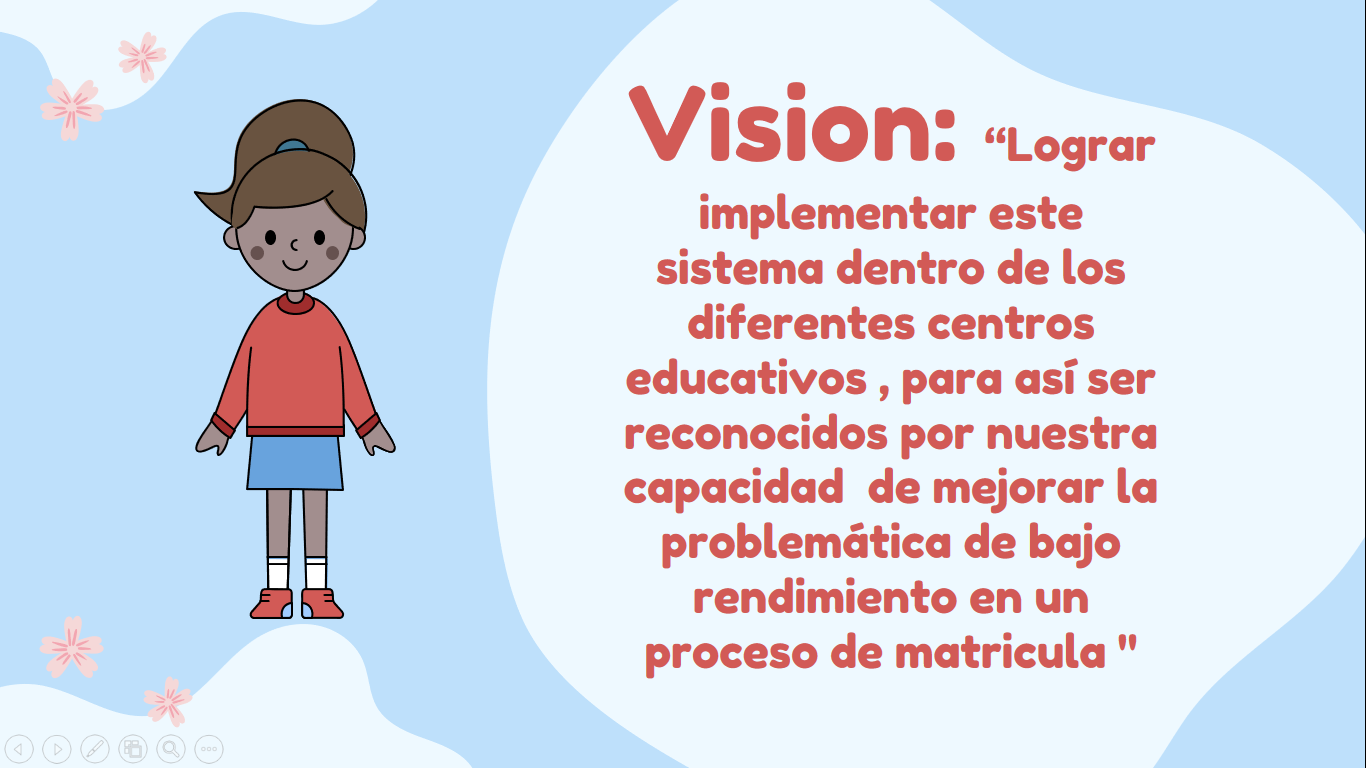 Vision: “Lograr
implementar este
sistema dentro de los
diferentes centros
educativos , para así ser
reconocidos por nuestra
capacidad  de mejorar la
problemática de bajo
rendimiento en un
proceso de matricula "